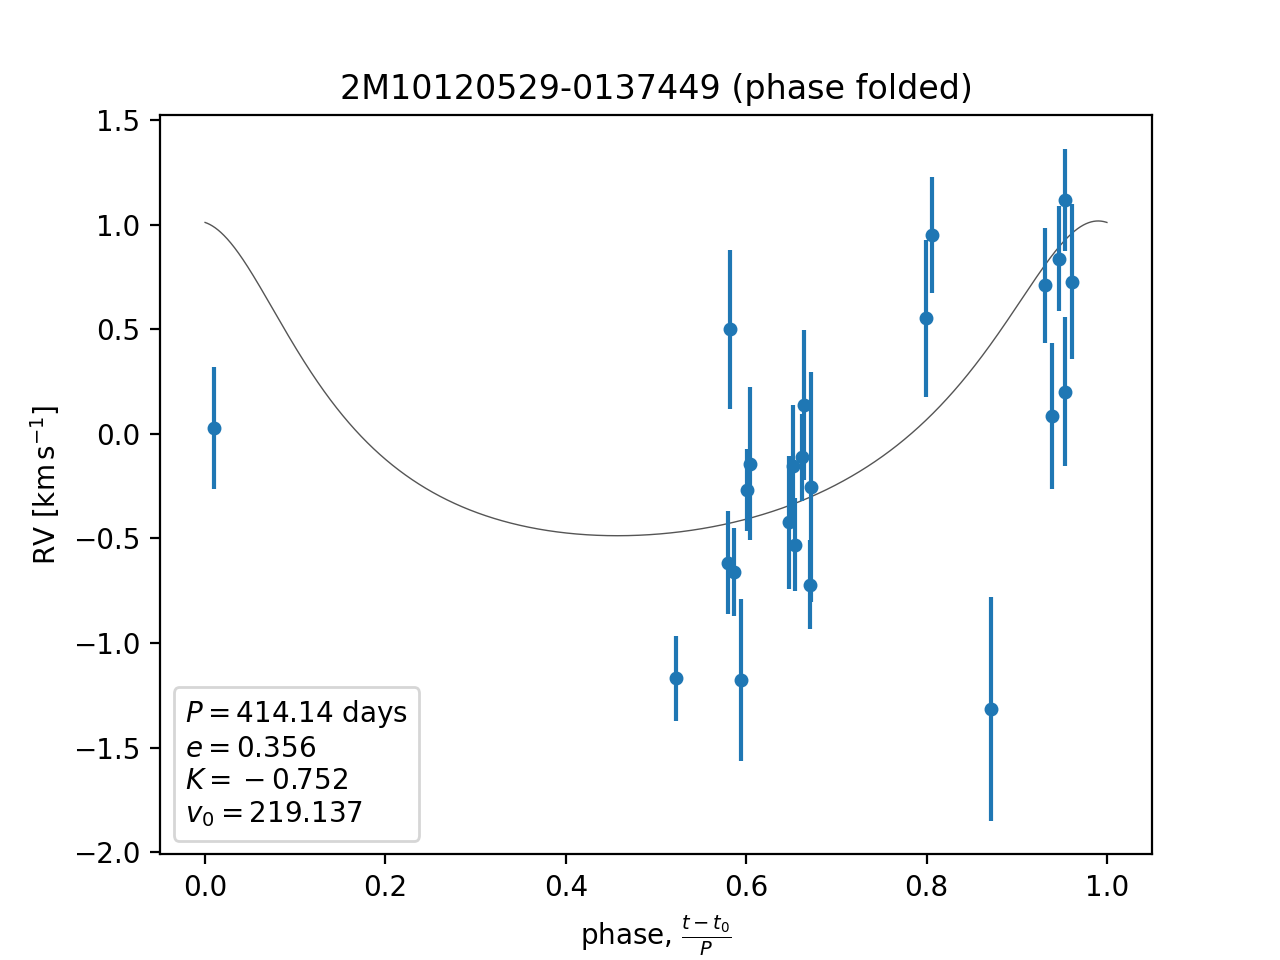 2M10120529-0137449 (phase folded)
1.5
1.0
0.5
0.0
−0.5
−1.0
−1.5
−2.0
RV [km s⁻¹]
P = 414.14 days
e = 0.356
K = −0.752
v₀ = 219.137
0.0 0.2 0.4 0.6 0.8 1.0
phase, (t − t₀)/P